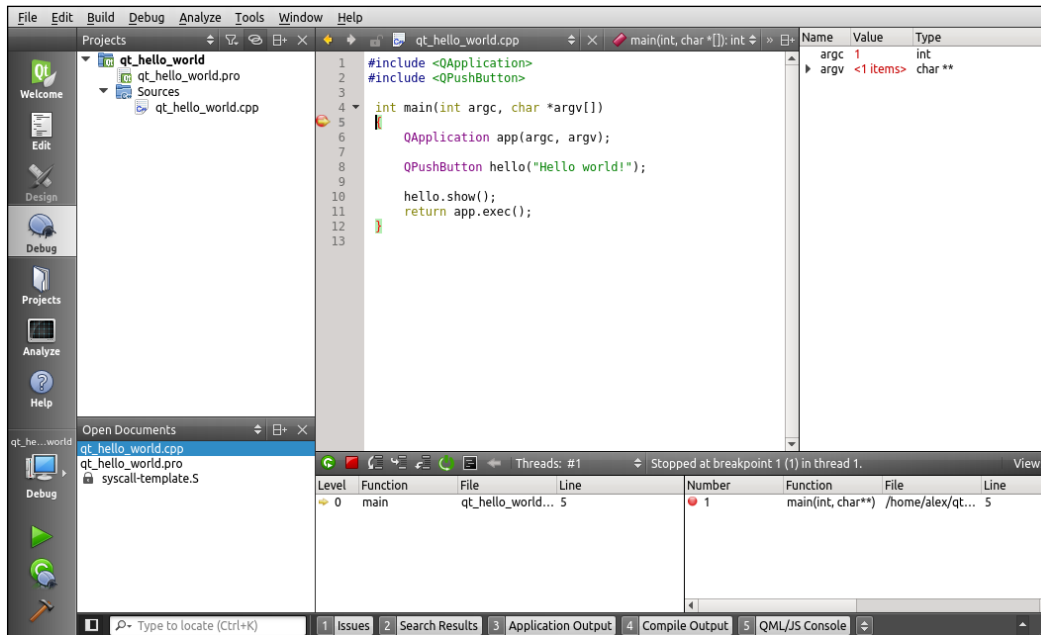 File Edit Build Debug Analyze Tools Window Help
Projects
qt_hello_world.cpp
main(int, char *[]): int
»
Name Value Type
argc 1 int
argv <1 items> char **
Welcome
Edit
Design
Debug
Projects
Analyze
Help
qt_he...world
Debug
qt_hello_world
qt_hello_world.pro
Sources
qt_hello_world.cpp
1 #include <QApplication>
2 #include <QPushButton>
3
4 int main(int argc, char *argv[])
5 {
6 QApplication app(argc, argv);
7
8 QPushButton hello("Hello world!");
9
10 hello.show();
11 return app.exec();
12 }
13
Open Documents
qt_hello_world.cpp
qt_hello_world.pro
syscall-template.S
Threads: #1 Stopped at breakpoint 1 (1) in thread 1. View
Level Function File Line
0 main qt_hello_world... 5
Number Function File Line
1 main(int, char**) /home/alex/qt... 5
Type to locate (Ctrl+K)
1 Issues 2 Search Results 3 Application Output 4 Compile Output 5 QML/JS Console